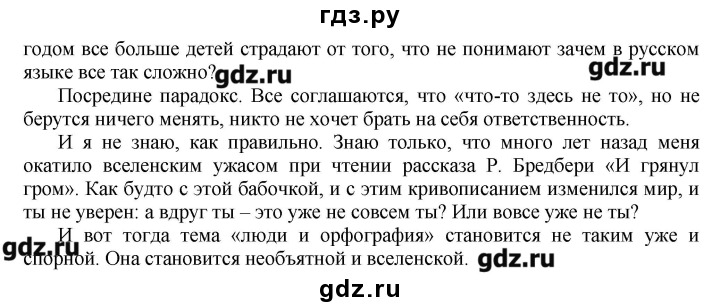 гдз.ру
годом все больше детей страдают от того, что не понимают зачем в русском
языке все так сложно?
gdz.ru
gdz.ru
Посредине парадокс. Все соглашаются, что «что-то здесь не то», но не
берутся ничего менять, никто не хочет брать на себя ответственность.
И я не знаю, как правильно. Знаю только, что много лет назад меня
окатило вселенским ужасом при чтении рассказа Р. Бредбери «И грянул
гром». Как будто с этой бабочкой, и с этим кривописанием изменился мир, и
ты не уверен: а вдруг ты – это уже не совсем ты? Или вовсе уже не ты?
И вот тогда тема «люди и орфография» становится не таким уже и
спорной. Она становится необъятной и вселенской.
gdz.ru
gdz.ru
gdz.ru